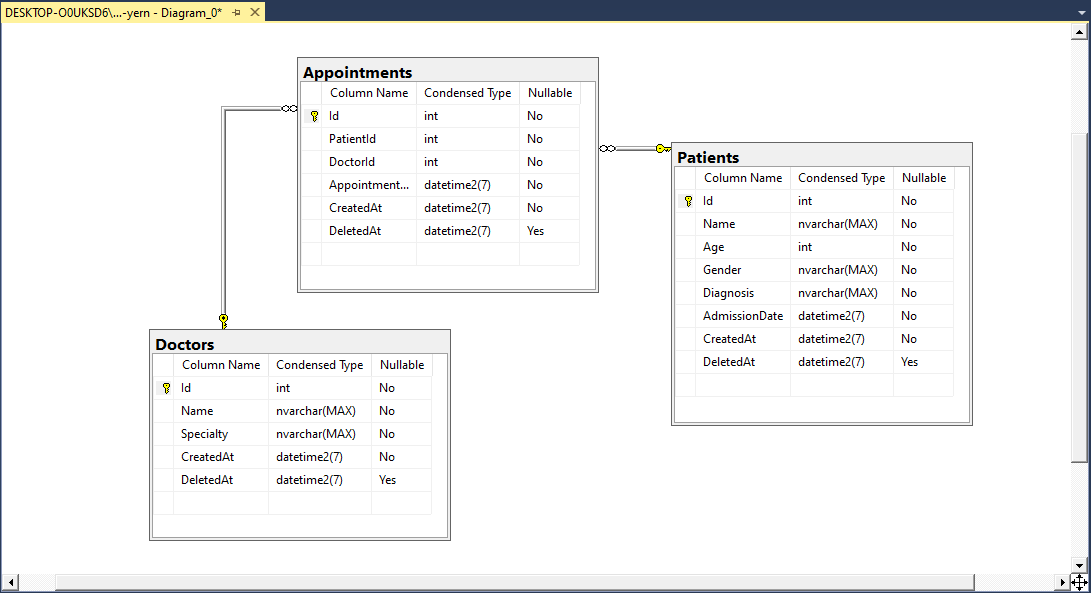 DESKTOP-O0UKSD6\...-yern - Diagram_0*
Appointments
Column Name Condensed Type Nullable
Id int No
PatientId int No
DoctorId int No
Appointment... datetime2(7) No
CreatedAt datetime2(7) No
DeletedAt datetime2(7) Yes
Patients
Column Name Condensed Type Nullable
Id int No
Name nvarchar(MAX) No
Age int No
Gender nvarchar(MAX) No
Diagnosis nvarchar(MAX) No
AdmissionDate datetime2(7) No
CreatedAt datetime2(7) No
DeletedAt datetime2(7) Yes
Doctors
Column Name Condensed Type Nullable
Id int No
Name nvarchar(MAX) No
Specialty nvarchar(MAX) No
CreatedAt datetime2(7) No
DeletedAt datetime2(7) Yes